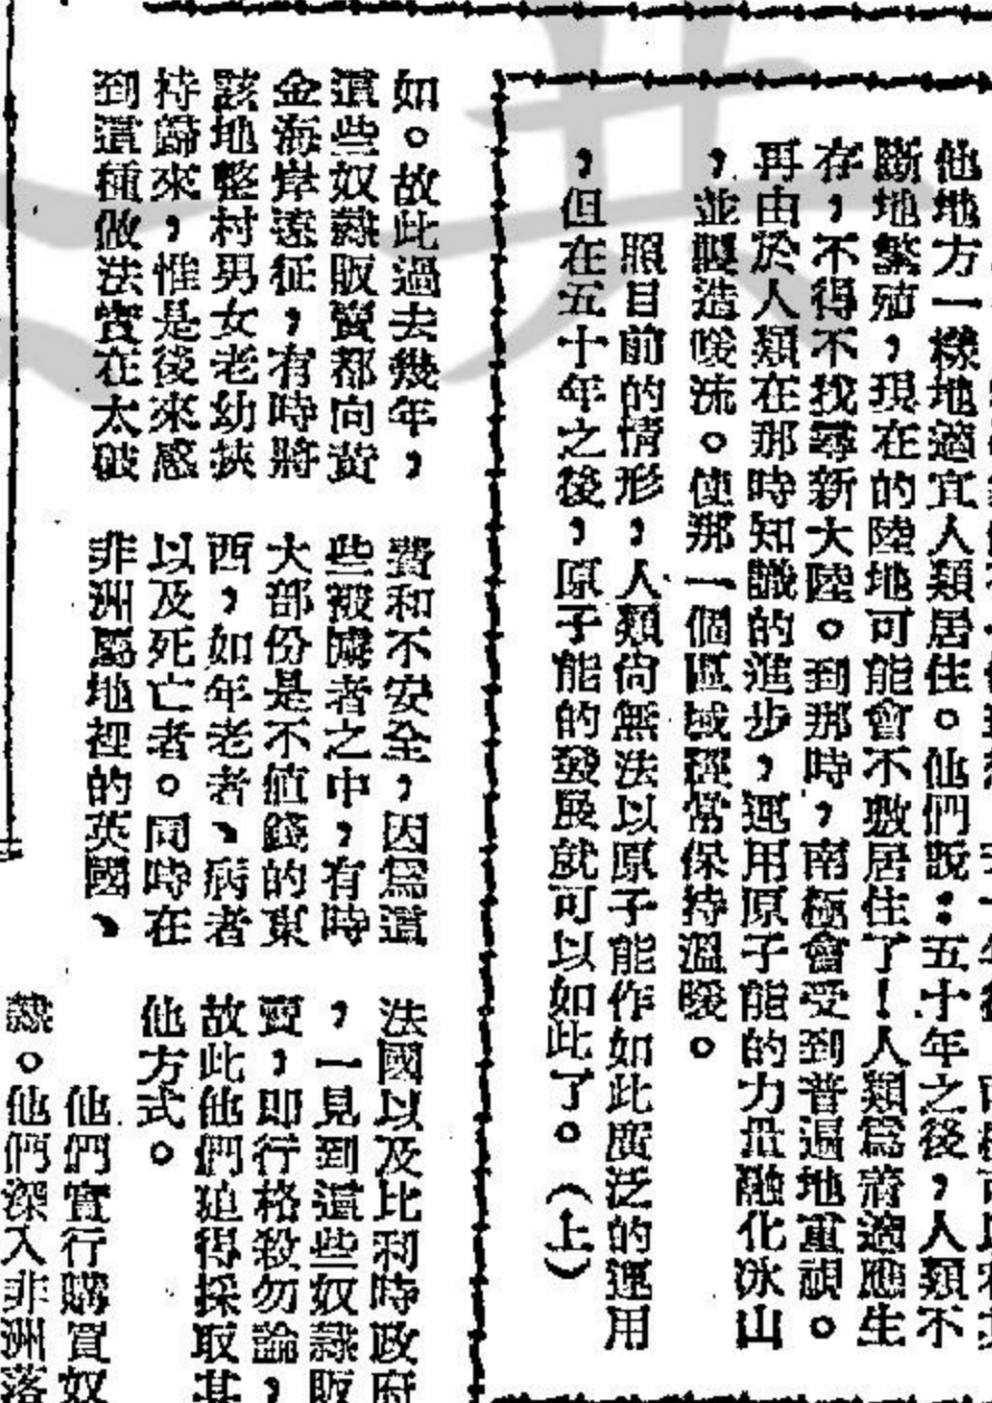 他地方一樣地適宜人類居住。他們說：五十年之後，人類不
斷地繁殖，現在的陸地可能會不敷居住了！人類為着適應生
存，不得不找尋新大陸。到那時，南極會受到普遍地重視。
再由於人類在那時知識的進步，運用原子能的力量融化冰山
，並製造暖流。使那一個區域經常保持溫暖。
照目前的情形，人類尚無法以原子能作如此廣泛的運用
，但在五十年之後，原子能的發展就可以如此了。（上）
如。故此過去幾年，
這些奴隸販賣都向黃
金海岸遠征，有時將
該地整村男女老幼挾
持歸來，惟是後來感
到這種做法實在太破
費和不安全，因為這
些被擄者之中，有時
大部份是不值錢的東
西，如年老者、病者
以及死亡者。同時在
非洲屬地裡的英國、
法國以及比利時政府
，一見到這些奴隸販
賣，即行格殺勿論，
故此他們迫得採取其
他方式。
他們實行購買奴
隸。他們深入非洲落